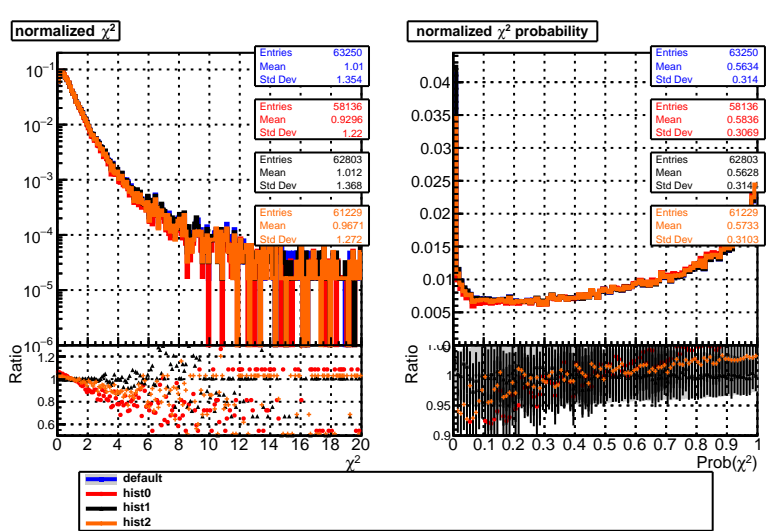 normalized χ²
normalized χ² probability
Entries 63250
Mean 1.01
Std Dev 1.354
Entries 58136
Mean 0.9296
Std Dev 1.22
Entries 62803
Mean 1.012
Std Dev 1.368
Entries 61229
Mean 0.9671
Std Dev 1.272
10⁻¹
10⁻²
10⁻³
10⁻⁴
10⁻⁵
10⁻⁶
Ratio
1.2
1
0.8
0.6
0 2 4 6 8 10 12 14 16 18 20
χ²
Entries 63250
Mean 0.5634
Std Dev 0.314
Entries 58136
Mean 0.5836
Std Dev 0.3069
Entries 62803
Mean 0.5628
Std Dev 0.314
Entries 61229
Mean 0.5733
Std Dev 0.3103
0.04
0.035
0.03
0.025
0.02
0.015
0.01
0.005
Ratio
1
0.95
0.9
0 0.1 0.2 0.3 0.4 0.5 0.6 0.7 0.8 0.9 1
Prob(χ²)
default
hist0
hist1
hist2